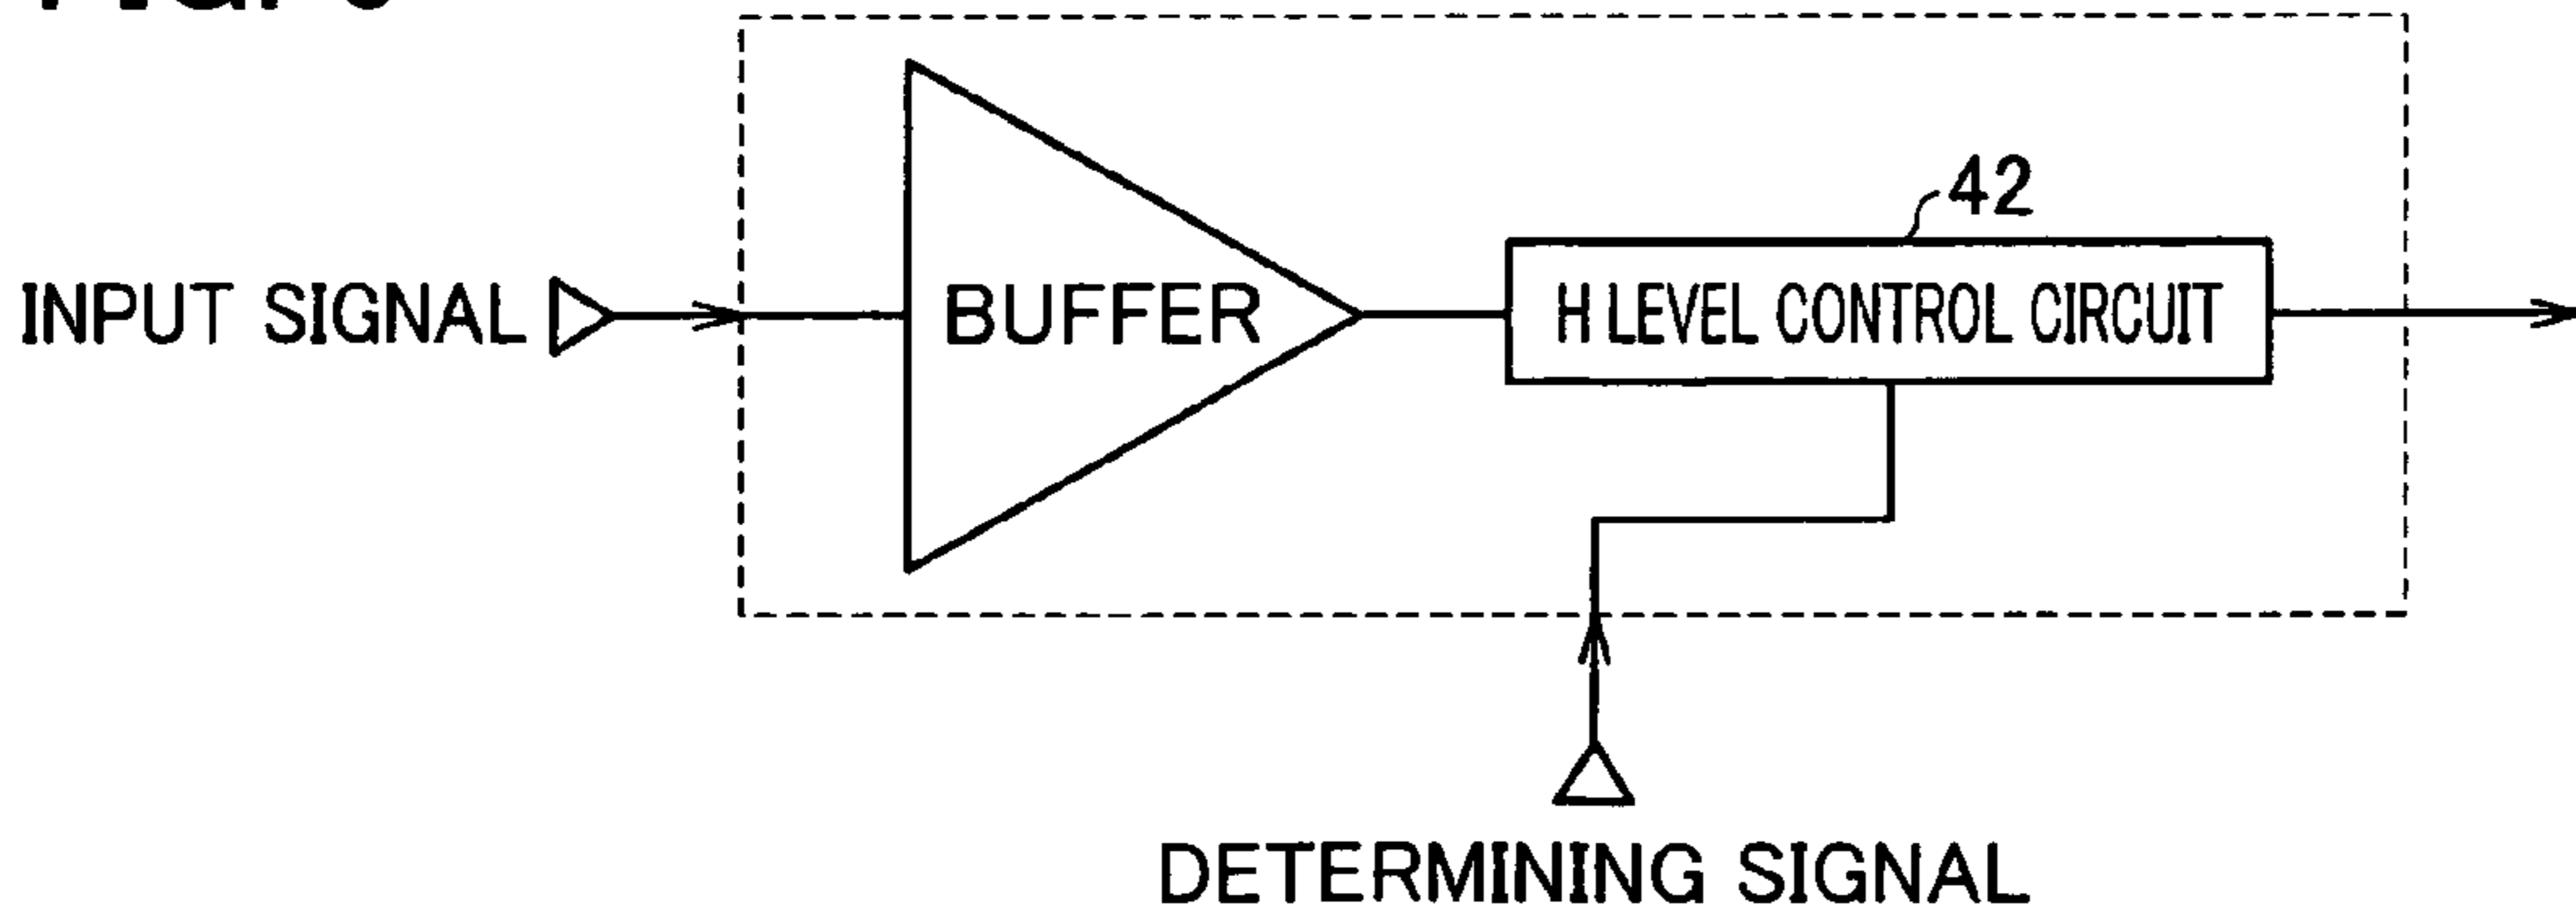 42
INPUT SIGNAL
BUFFER
H LEVEL CONTROL CIRCUIT
DETERMINING SIGNAL